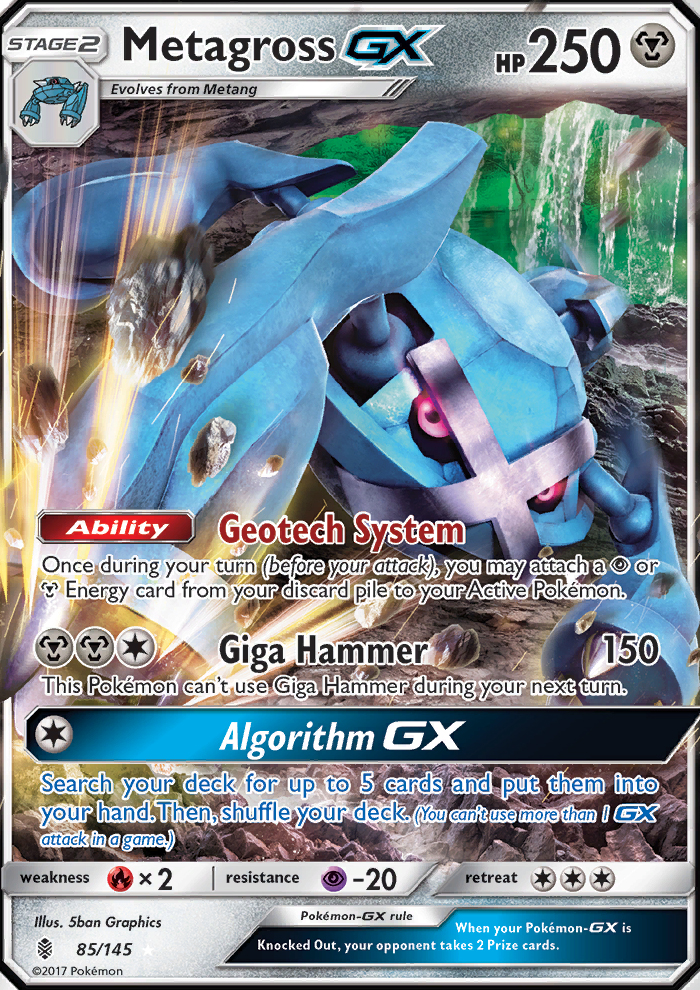 STAGE 2 Metagross GX HP 250
Evolves from Metang
Ability Geotech System
Once during your turn (before your attack), you may attach a or
Energy card from your discard pile to your Active Pokémon.
Giga Hammer 150
This Pokémon can't use Giga Hammer during your next turn.
Algorithm GX
Search your deck for up to 5 cards and put them into
your hand. Then, shuffle your deck. (You can't use more than 1 GX
attack in a game.)
weakness × 2 resistance -20 retreat
Illus. 5ban Graphics
85/145
©2017 Pokémon
Pokémon-GX rule
When your Pokémon-GX is
Knocked Out, your opponent takes 2 Prize cards.